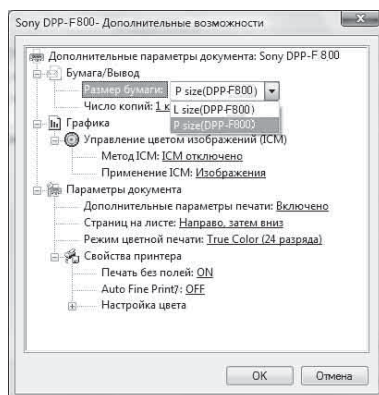 Sony DPP-F800- Дополнительные возможности
Дополнительные параметры документа: Sony DPP-F 800
Бумага/Вывод
Размер бумаги: P size(DPP-F800)
Число копий: 1 к
L size(DPP-F800)
P size(DPP-F800)
Графика
Управление цветом изображений (ICM)
Метод ICM: ICM отключено
Применение ICM: Изображения
Параметры документа
Дополнительные параметры печати: Включено
Страниц на листе: Направо, затем вниз
Режим цветной печати: True Color (24 разряда)
Свойства принтера
Печать без полей: ON
Auto Fine Print?: OFF
Настройка цвета
OK Отмена